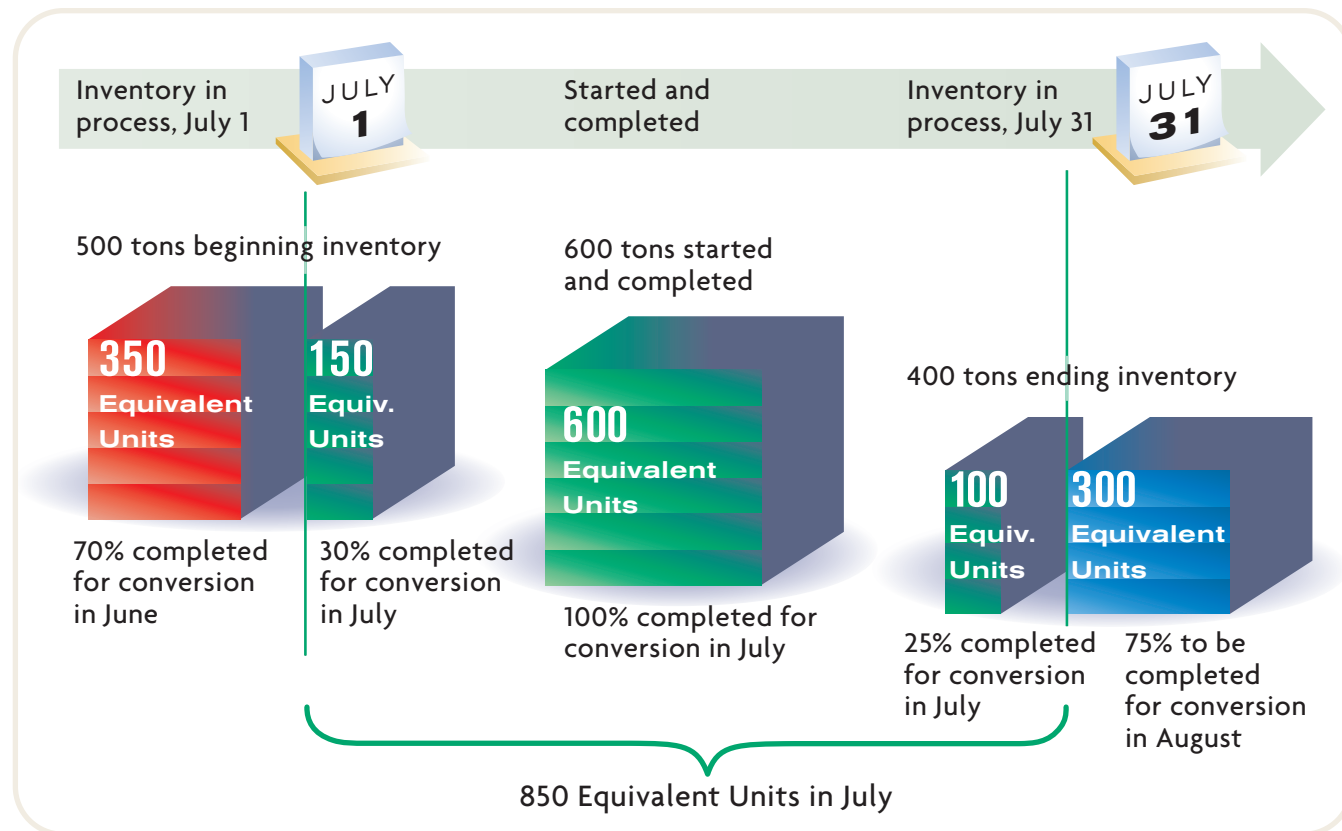 Inventory in
process, July 1
JULY
1
Started and
completed
Inventory in
process, July 31
JULY
31
500 tons beginning inventory
350
Equivalent
Units
150
Equiv.
Units
70% completed
for conversion
in June
30% completed
for conversion
in July
600 tons started
and completed
600
Equivalent
Units
100% completed for
conversion in July
400 tons ending inventory
100
Equiv.
Units
300
Equivalent
Units
25% completed
for conversion
in July
75% to be
completed
for conversion
in August
850 Equivalent Units in July